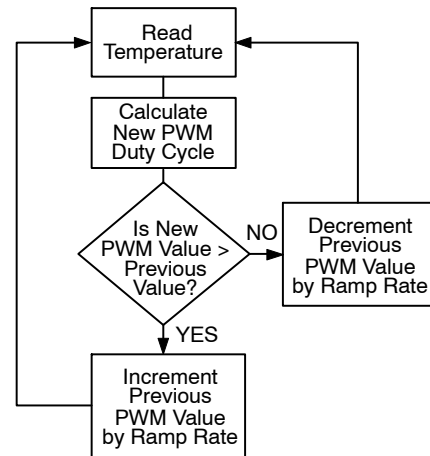 Read
Temperature
Calculate
New PWM
Duty Cycle
Is New
PWM Value >
Previous
Value?
NO
Decrement
Previous
PWM Value
by Ramp Rate
YES
Increment
Previous
PWM Value
by Ramp Rate